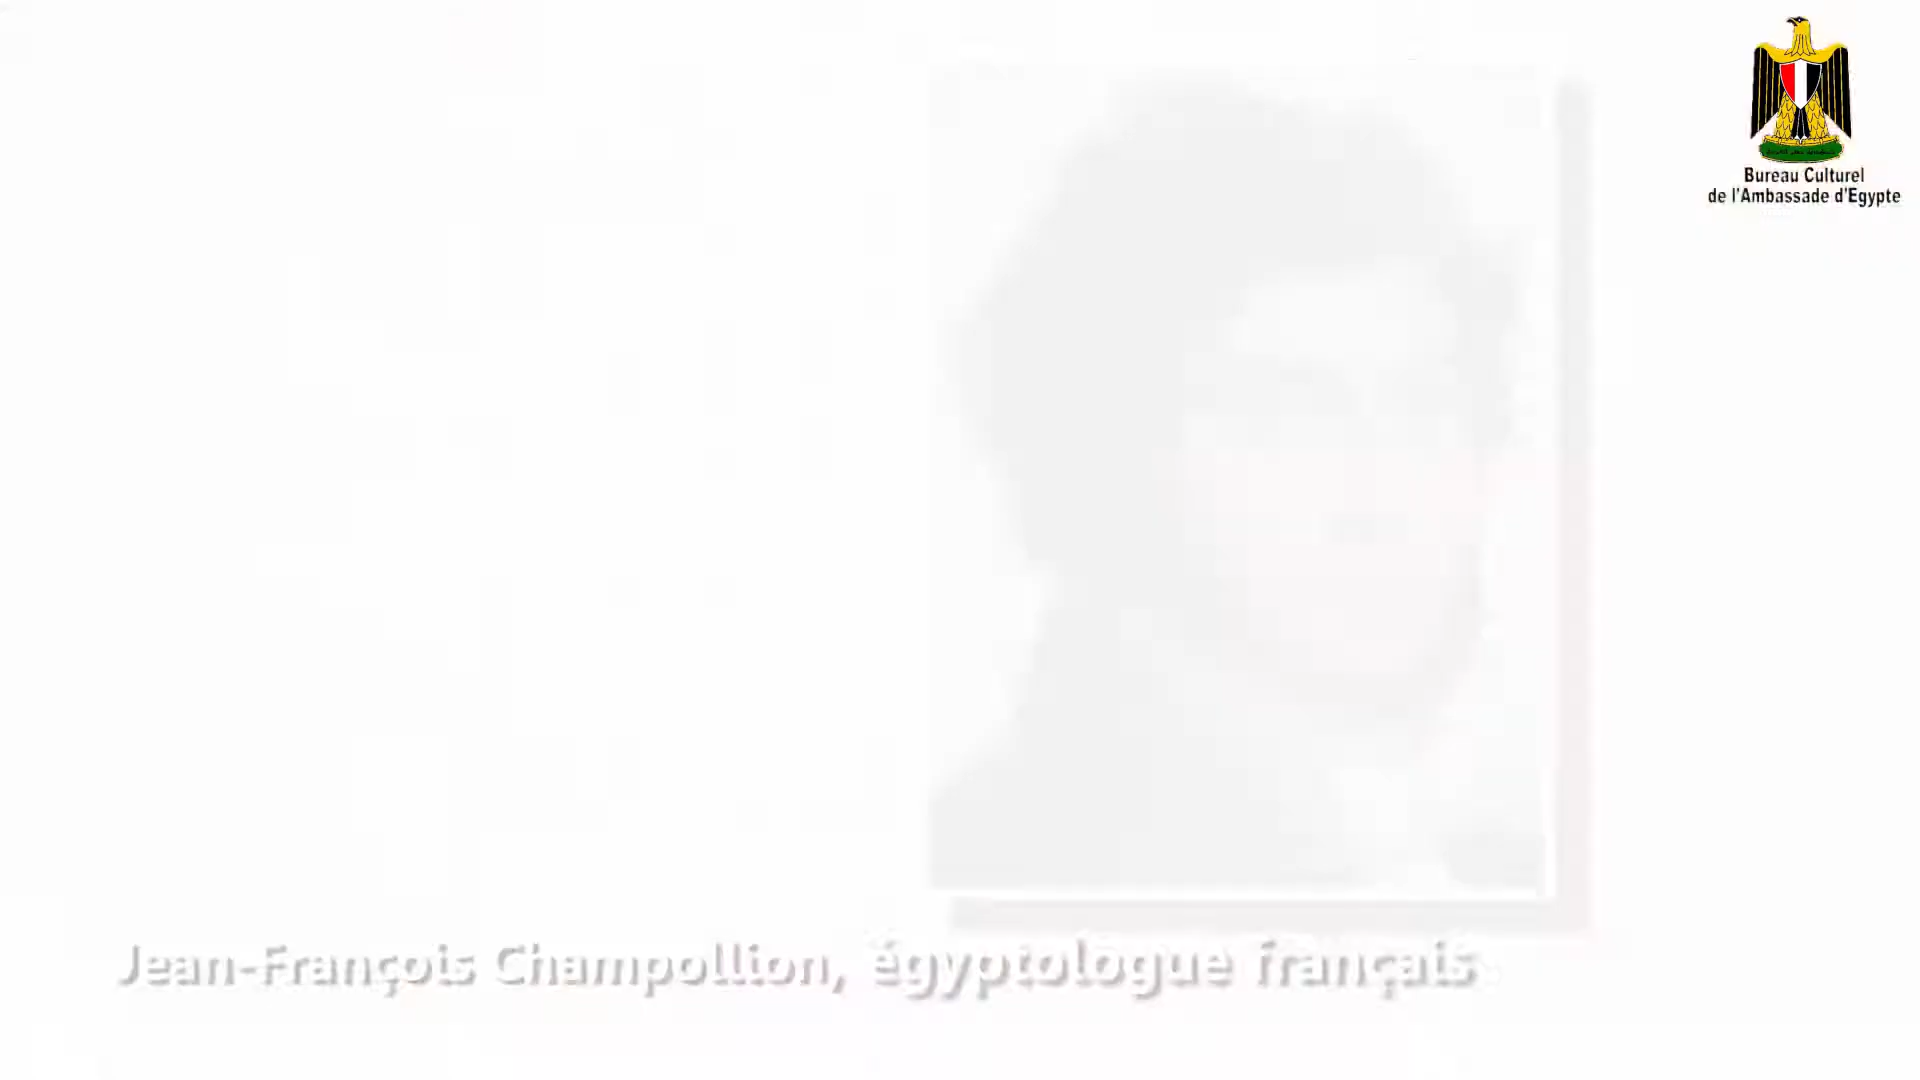 Bureau Culturel
de l'Ambassade d'Egypte
Jean-François Champollion, égyptologue français